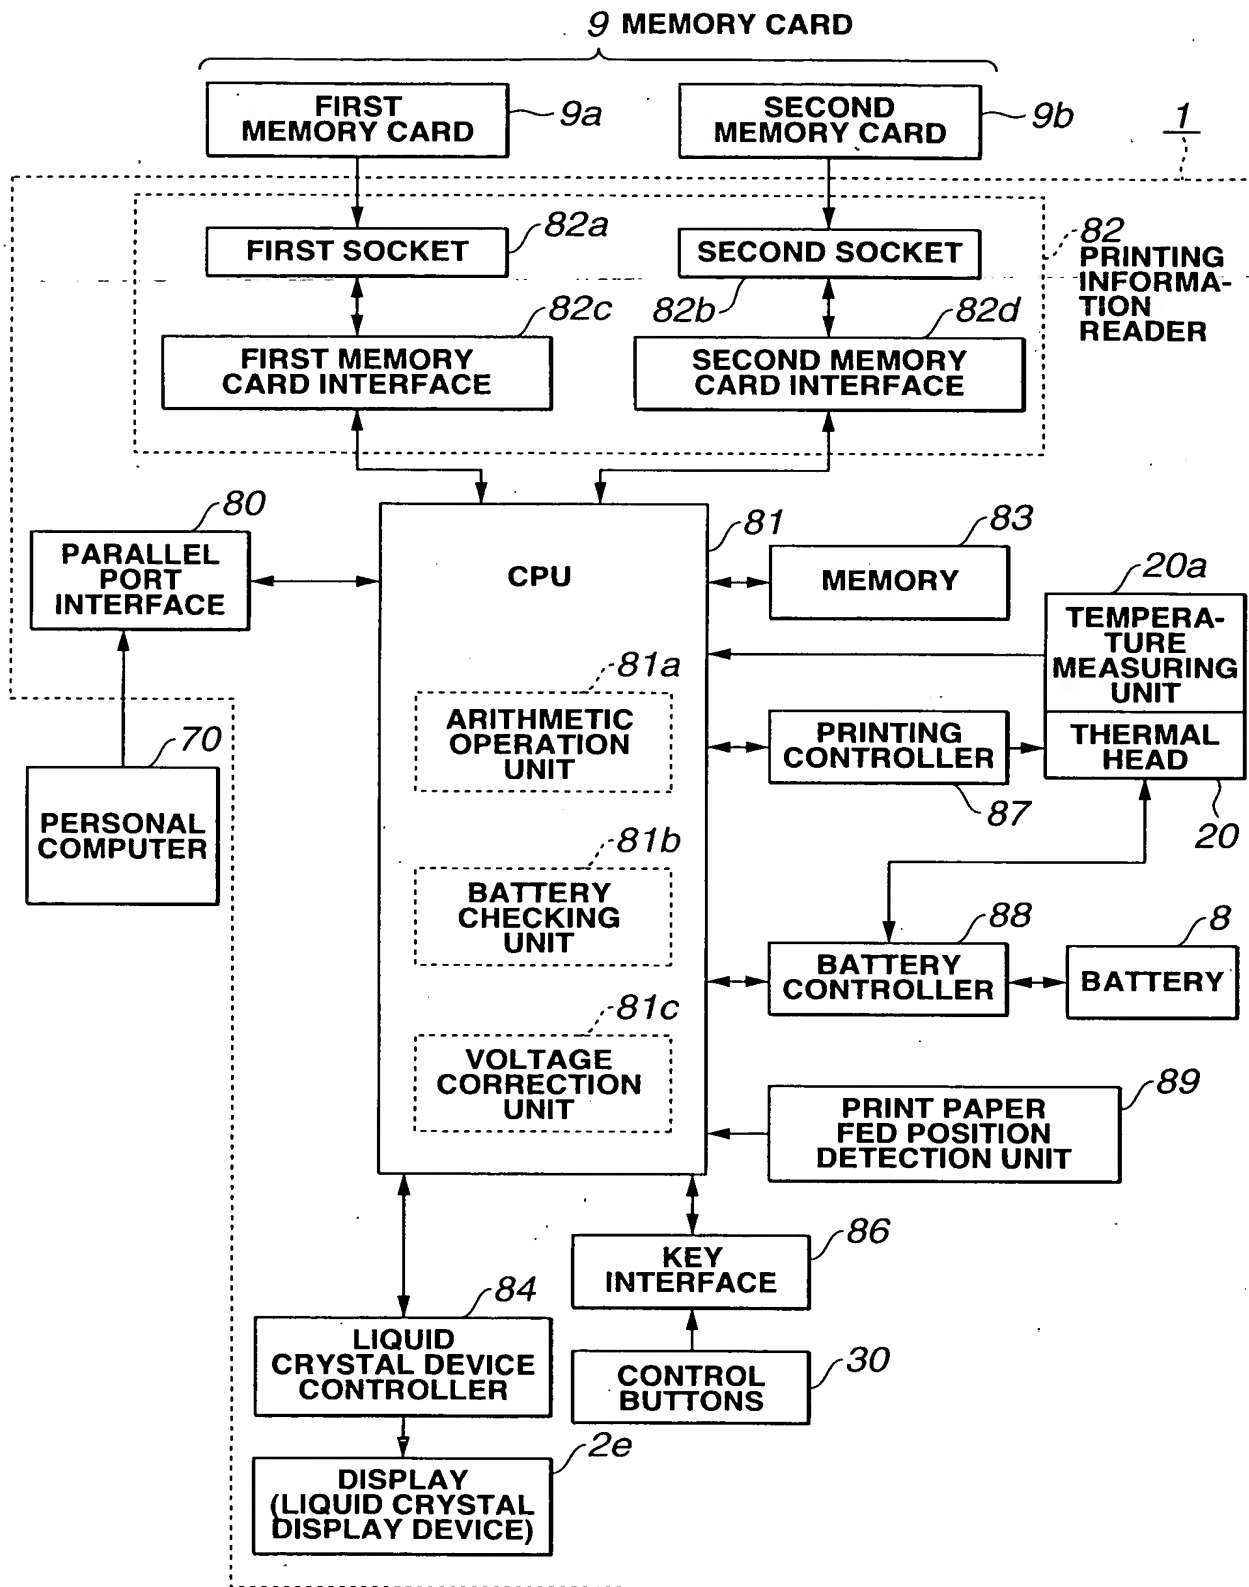 9 MEMORY CARD
FIRST
MEMORY CARD
9a
SECOND
MEMORY CARD
9b
1
FIRST SOCKET
82a
SECOND SOCKET
82b
82
PRINTING
INFORMA-
TION
READER
82c
FIRST MEMORY
CARD INTERFACE
82d
SECOND MEMORY
CARD INTERFACE
80
PARALLEL
PORT
INTERFACE
81
CPU
83
MEMORY
20a
TEMPERA-
TURE
MEASURING
UNIT
81a
ARITHMETIC
OPERATION
UNIT
PRINTING
CONTROLLER
87
THERMAL
HEAD
20
70
PERSONAL
COMPUTER
81b
BATTERY
CHECKING
UNIT
88
BATTERY
CONTROLLER
8
BATTERY
81c
VOLTAGE
CORRECTION
UNIT
89
PRINT PAPER
FED POSITION
DETECTION UNIT
86
KEY
INTERFACE
84
LIQUID
CRYSTAL DEVICE
CONTROLLER
30
CONTROL
BUTTONS
2e
DISPLAY
(LIQUID CRYSTAL
DISPLAY DEVICE)